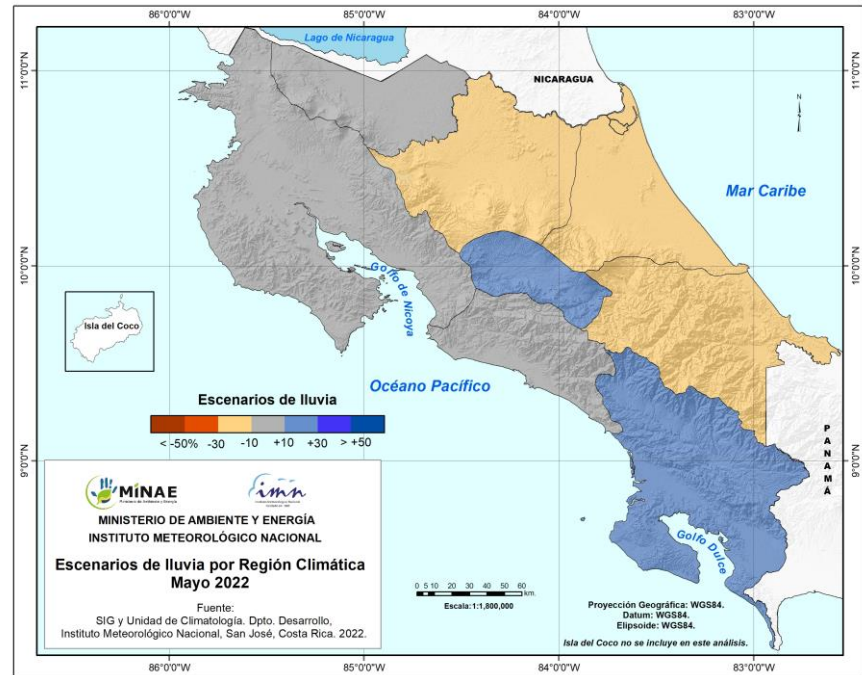 86°0'0"W 85°0'0"W 84°0'0"W 83°0'0"W
11°0'0"N
11°0'0"N
Lago de Nicaragua
NICARAGUA
N
Mar Caribe
10°0'0"N
10°0'0"N
Golfo de Nicoya
Isla del Coco
Océano Pacífico
Escenarios de lluvia
< -50% -30 -10 +10 +30 > +50
PANAMÁ
9°0'0"N
9°0'0"N
Golfo Dulce
MINAE
Ministerio de Ambiente y Energía
imn
MINISTERIO DE AMBIENTE Y ENERGÍA
INSTITUTO METEOROLÓGICO NACIONAL
Escenarios de lluvia por Región Climática
Mayo 2022
Fuente:
SIG y Unidad de Climatología. Dpto. Desarrollo,
Instituto Meteorológico Nacional, San José, Costa Rica. 2022.
0 5 10 20 30 40 50 60
km.
Escala:1:1,800,000
Proyección Geográfica: WGS84.
Datum: WGS84.
Elipsoide: WGS84.
Isla del Coco no se incluye en este análisis.
86°0'0"W 85°0'0"W 84°0'0"W 83°0'0"W